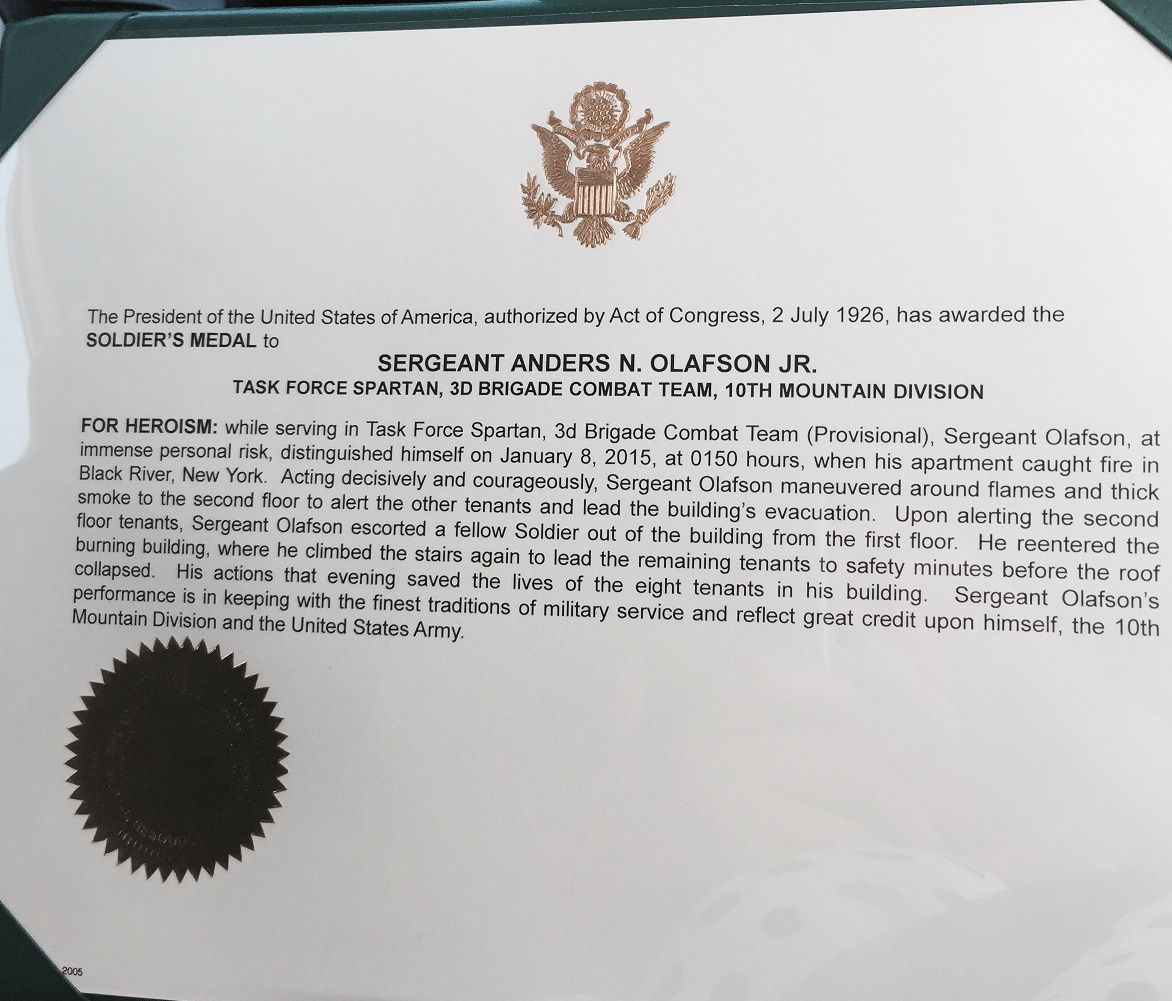 The President of the United States of America, authorized by Act of Congress, 2 July 1926, has awarded the
SOLDIER'S MEDAL to
SERGEANT ANDERS N. OLAFSON JR.
TASK FORCE SPARTAN, 3D BRIGADE COMBAT TEAM, 10TH MOUNTAIN DIVISION
FOR HEROISM: while serving in Task Force Spartan, 3d Brigade Combat Team (Provisional), Sergeant Olafson, at
immense personal risk, distinguished himself on January 8, 2015, at 0150 hours, when his apartment caught fire in
Black River, New York. Acting decisively and courageously, Sergeant Olafson maneuvered around flames and thick
smoke to the second floor to alert the other tenants and lead the building's evacuation. Upon alerting the second
floor tenants, Sergeant Olafson escorted a fellow Soldier out of the building from the first floor. He reentered the
burning building, where he climbed the stairs again to lead the remaining tenants to safety minutes before the roof
collapsed. His actions that evening saved the lives of the eight tenants in his building. Sergeant Olafson's
performance is in keeping with the finest traditions of military service and reflect great credit upon himself, the 10th
Mountain Division and the United States Army.
2005